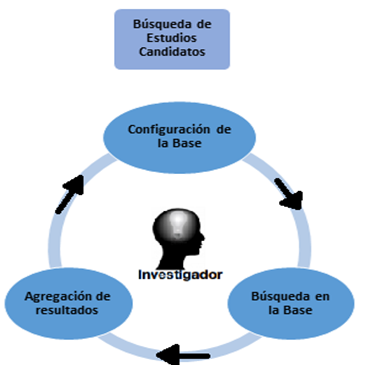 Búsqueda de
Estudios
Candidatos
Configuración de
la Base
Investigador
Agregación de
resultados
Búsqueda en
la Base